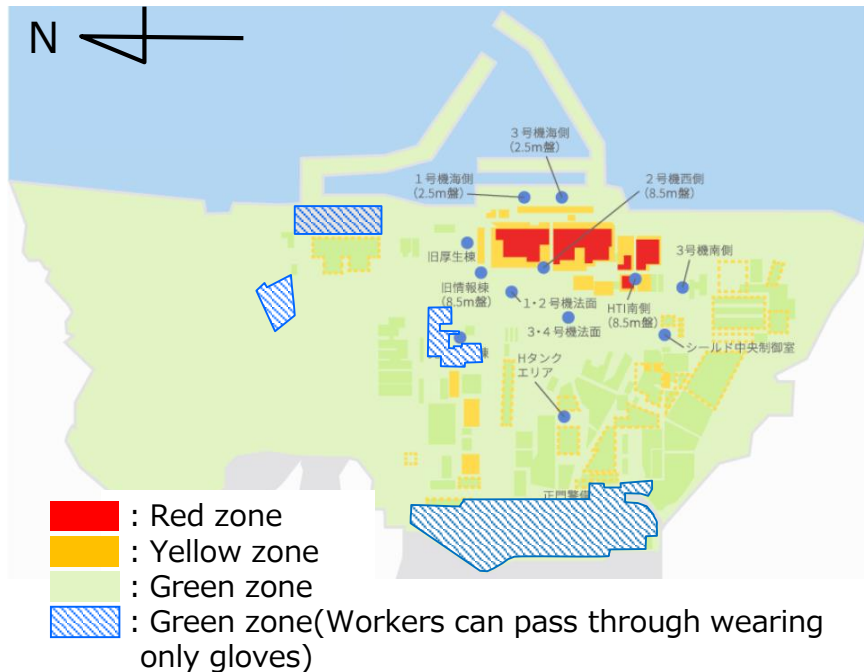 N
3号機海側
(2.5m盤)
1号機海側
(2.5m盤)
2号機西側
(8.5m盤)
旧厚生棟
3号機南側
旧情報棟
(8.5m盤)
1・2号機法面
HTI南側
(8.5m盤)
3・4号機法面
シールド中央制御室
棟
Hタンク
エリア
正門警備
: Red zone
: Yellow zone
: Green zone
: Green zone(Workers can pass through wearing
only gloves)